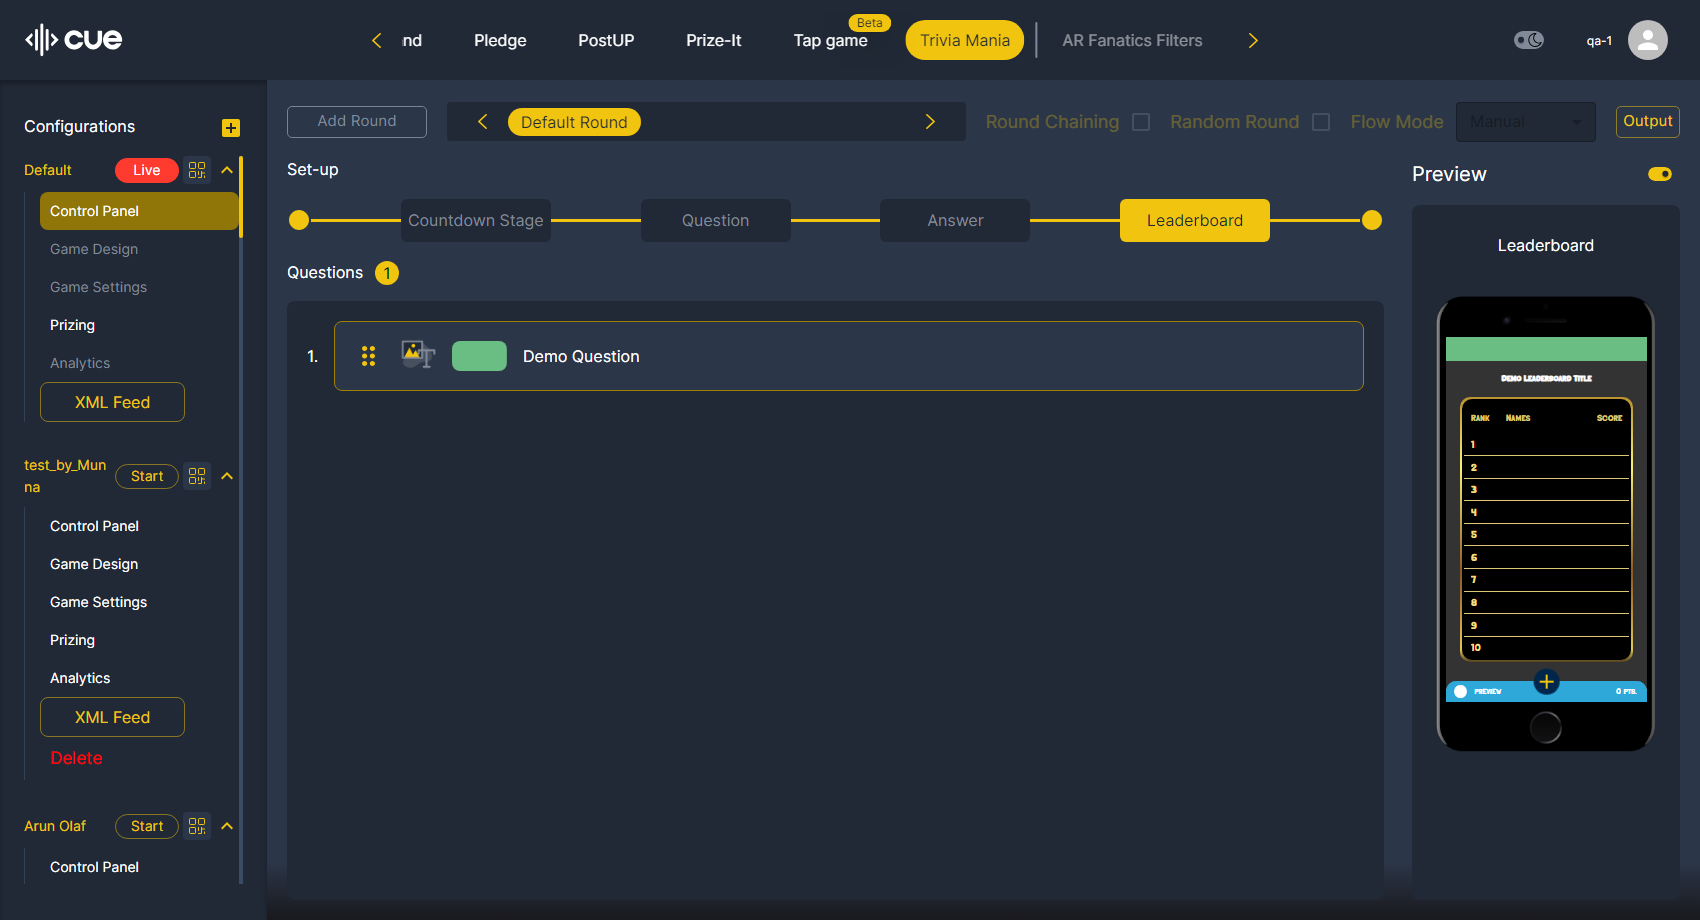 cue
nd
Pledge
PostUP
Prize-It
Tap game
Beta
Trivia Mania
AR Fanatics Filters
qa-1
Configurations
Default
Live
Control Panel
Game Design
Game Settings
Prizing
Analytics
XML Feed
test_by_Mun
na
Start
Control Panel
Game Design
Game Settings
Prizing
Analytics
XML Feed
Delete
Arun Olaf
Start
Control Panel
Add Round
Default Round
Round Chaining
Random Round
Flow Mode
Manual
Output
Set-up
Countdown Stage
Question
Answer
Leaderboard
Questions 1
1.
Demo Question
Preview
Leaderboard
Demo Leaderboard Title
Rank Names Score
1
2
3
4
5
6
7
8
9
10
PREVIEW
0 PTS.